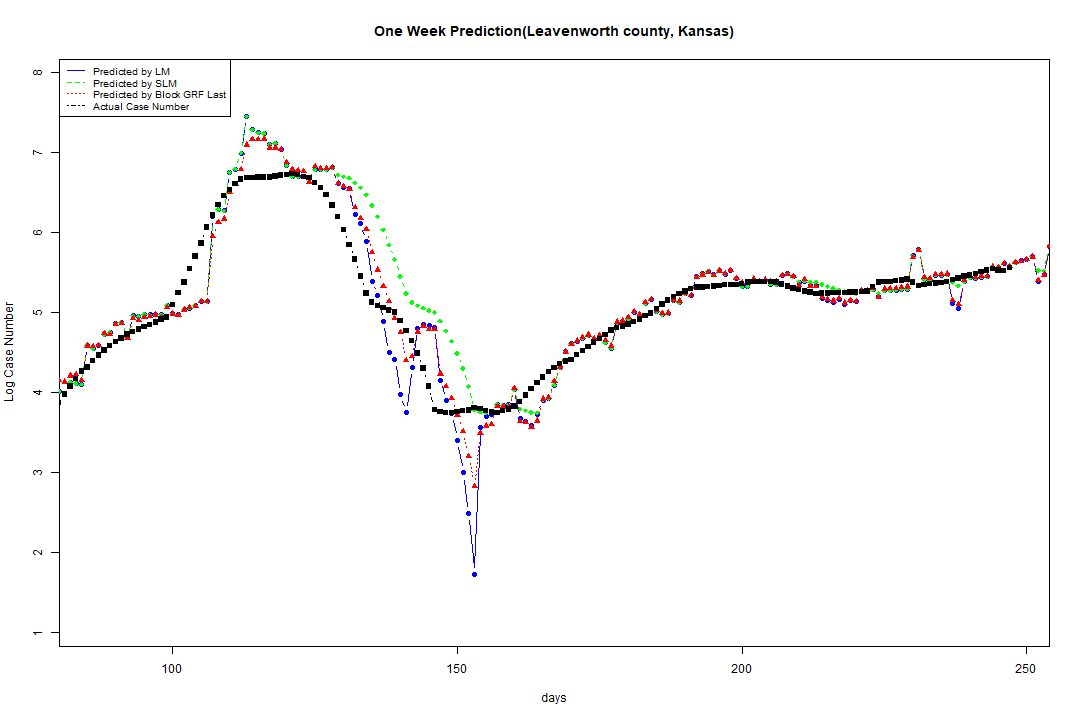 One Week Prediction(Leavenworth county, Kansas)
Predicted by LM
Predicted by SLM
Predicted by Block GRF Last
Actual Case Number
8
7
6
5
4
3
2
1
Log Case Number
100 150 200 250
days